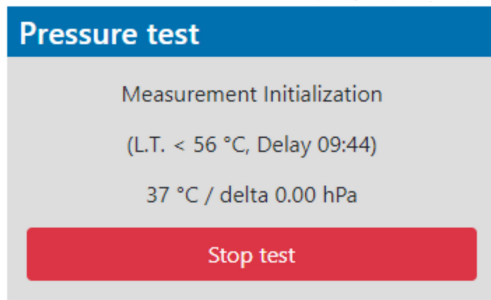 Pressure test
Measurement Initialization
(L.T. < 56 °C, Delay 09:44)
37 °C / delta 0.00 hPa
Stop test